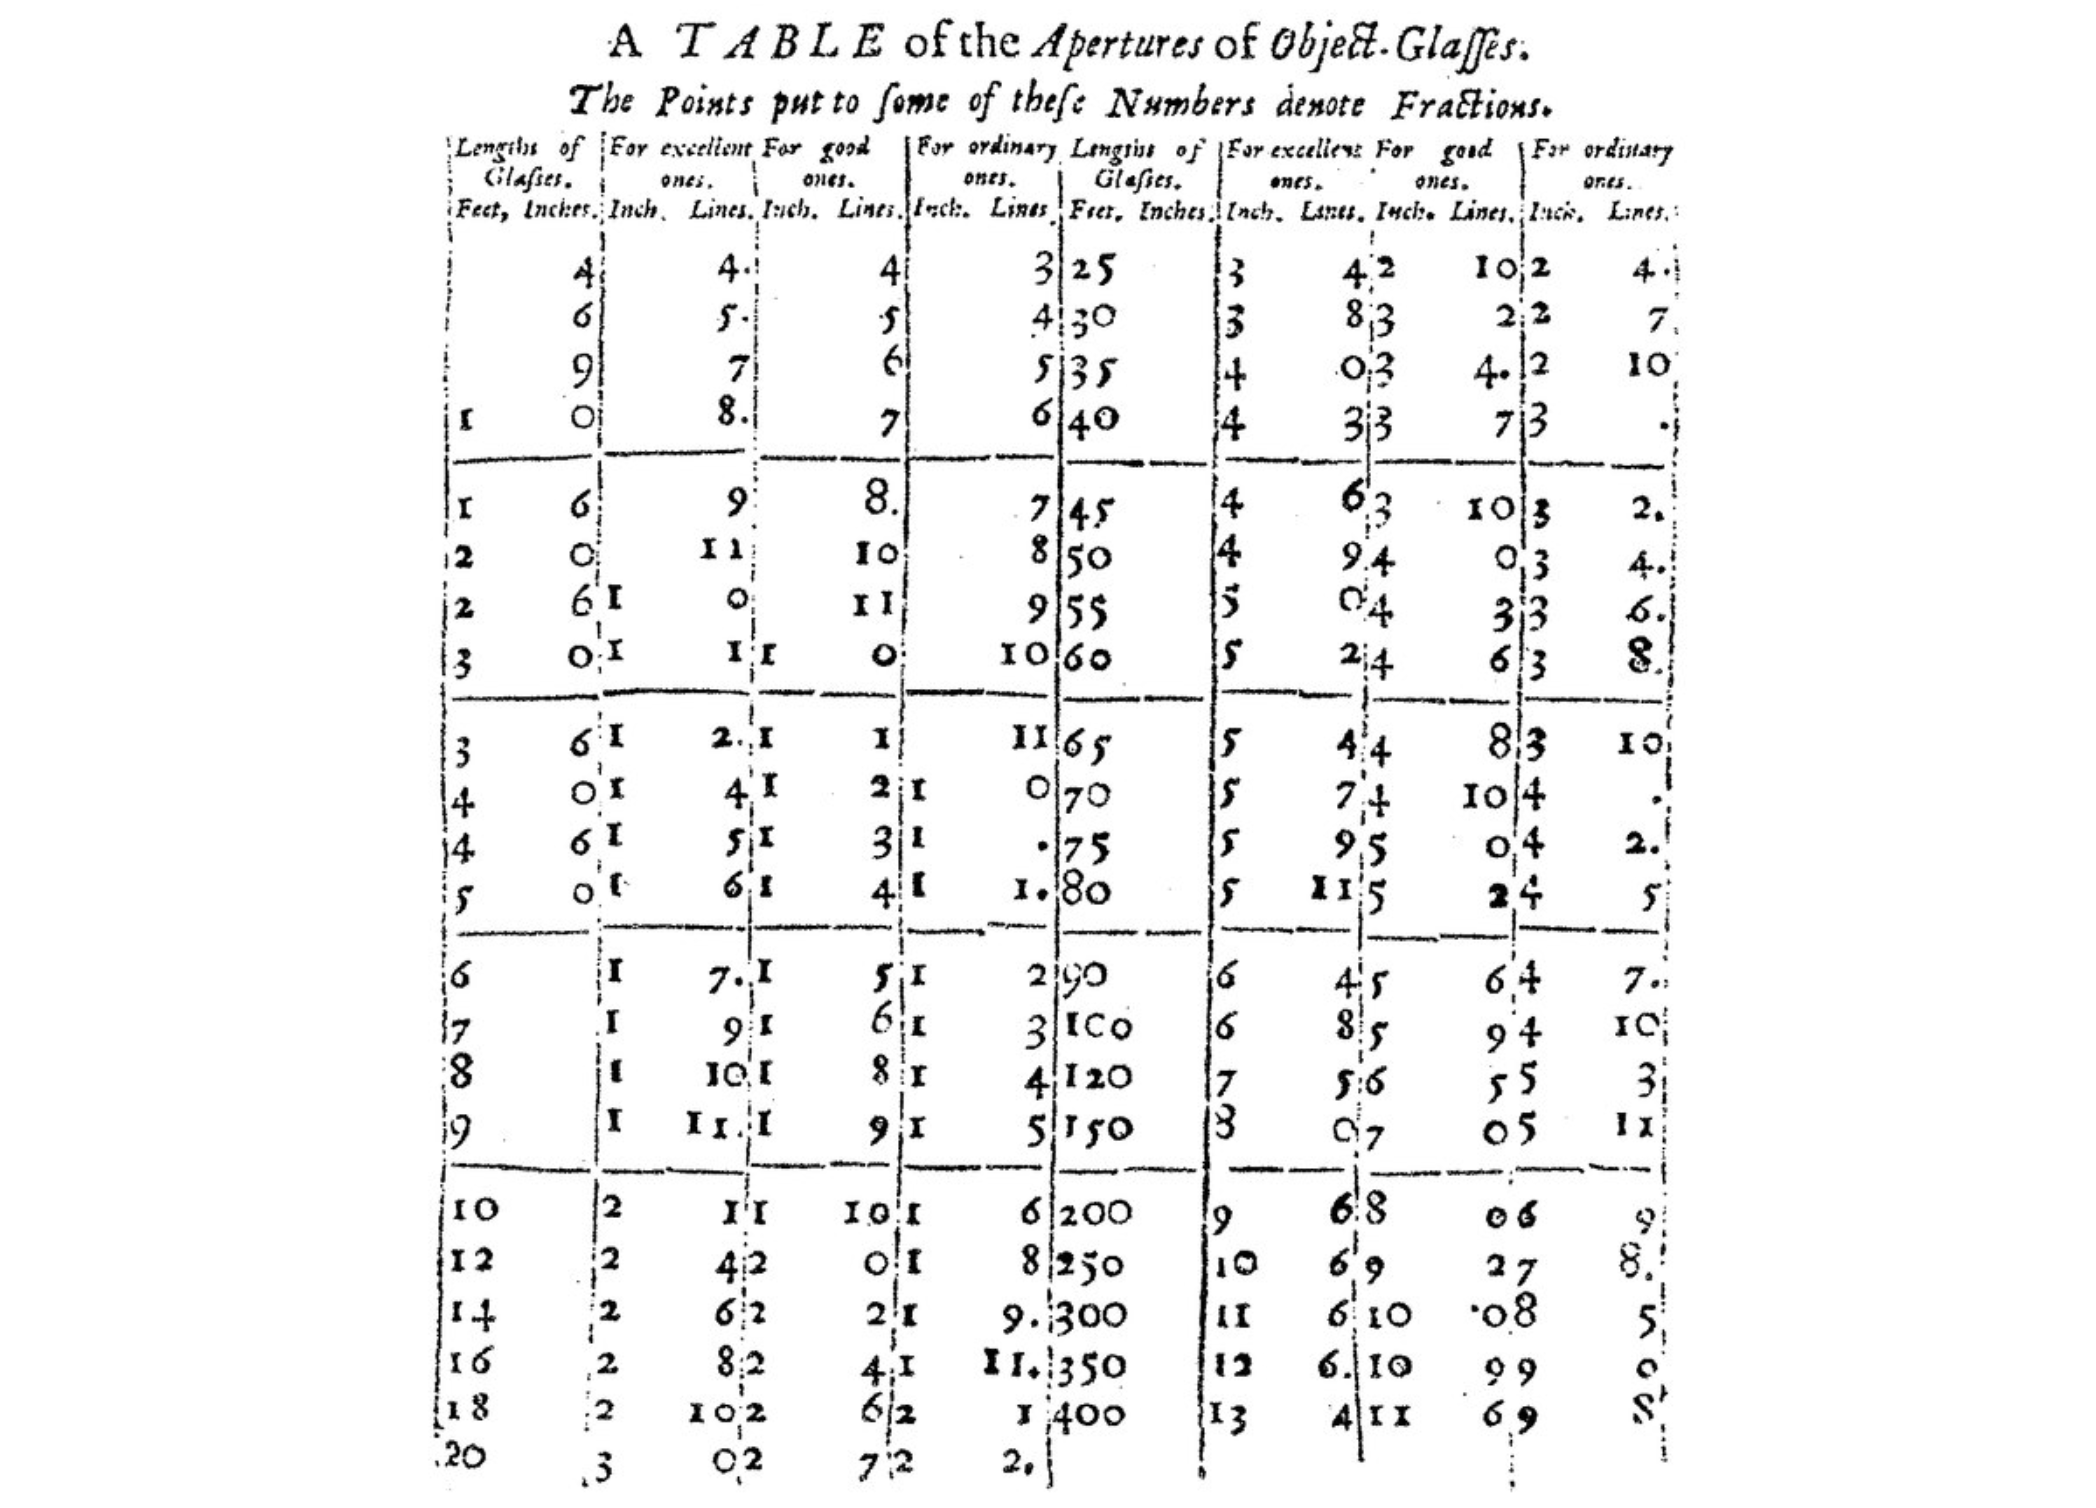 A TABLE of the Apertures of Object-Glaſſes.
The Points put to ſome of theſe Numbers denote Fractions.
Lengths of For excellent For good For ordinary Lengths of For excellent For good For ordinary
Glaſſes. ones. ones. ones. Glaſſes. ones. ones. ones.
Feet, Inches. Inch. Lines. Inch. Lines. Inch. Lines Feet. Inches. Inch. Lines. Inch. Lines. Inch. Lines.
4 4. 4 3 25 3 4 2 10 2 4.
6 5. 5 4 30 3 8 3 2 2 7
9 7 6 5 35 4 0 3 4. 2 10
1 0 8. 7 6 40 4 3 3 7 3 .
1 6 9 8. 7 45 4 6 3 10 3 2.
2 0 11 10 8 50 4 9 4 0 3 4.
2 6 1 0 11 9 55 5 0 4 3 3 6.
3 0 1 1 1 0 10 60 5 2 4 6 3 8.
3 6 1 2. 1 1 11 65 5 4 4 8 3 10
4 0 1 4 1 2 1 0 70 5 7 4 10 4 .
4 6 1 5 1 3 1 . 75 5 9 5 0 4 2.
5 0 1 6 1 4 1 1. 80 5 11 5 2 4 5
6 1 7. 1 5 1 2 90 6 4 5 6 4 7.
7 1 9 1 6 1 3 100 6 8 5 9 4 10
8 1 10 1 8 1 4 120 7 5 6 5 5 3
9 1 11. 1 9 1 5 150 8 0 7 0 5 11
10 2 1 1 10 1 6 200 9 6 8 0 6 9
12 2 4 2 0 1 8 250 10 6 9 2 7 8.
14 2 6 2 2 1 9. 300 11 6 10 0 8 5
16 2 8 2 4 1 11. 350 12 6. 10 9 9 0
18 2 10 2 6 2 1 400 13 4 11 6 9 8
20 3 0 2 7 2 2.